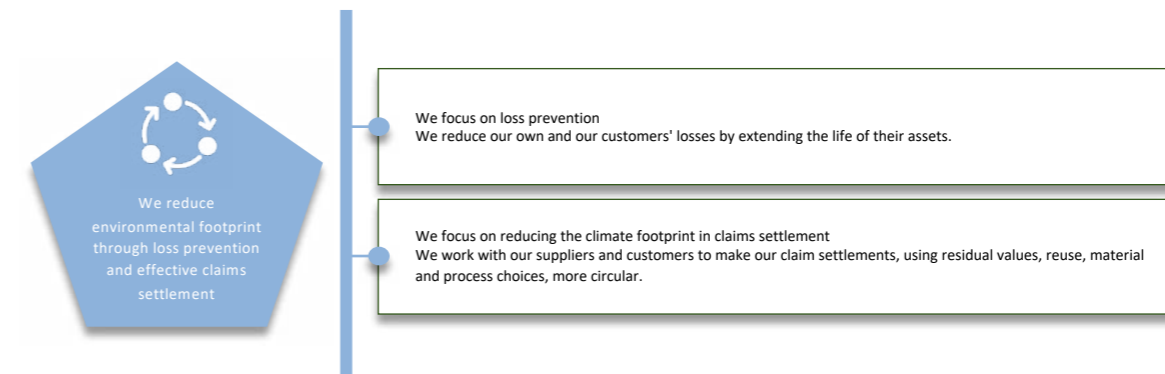 We reduce
environmental footprint
through loss prevention
and effective claims
settlement
We focus on loss prevention
We reduce our own and our customers' losses by extending the life of their assets.
We focus on reducing the climate footprint in claims settlement
We work with our suppliers and customers to make our claim settlements, using residual values, reuse, material
and process choices, more circular.